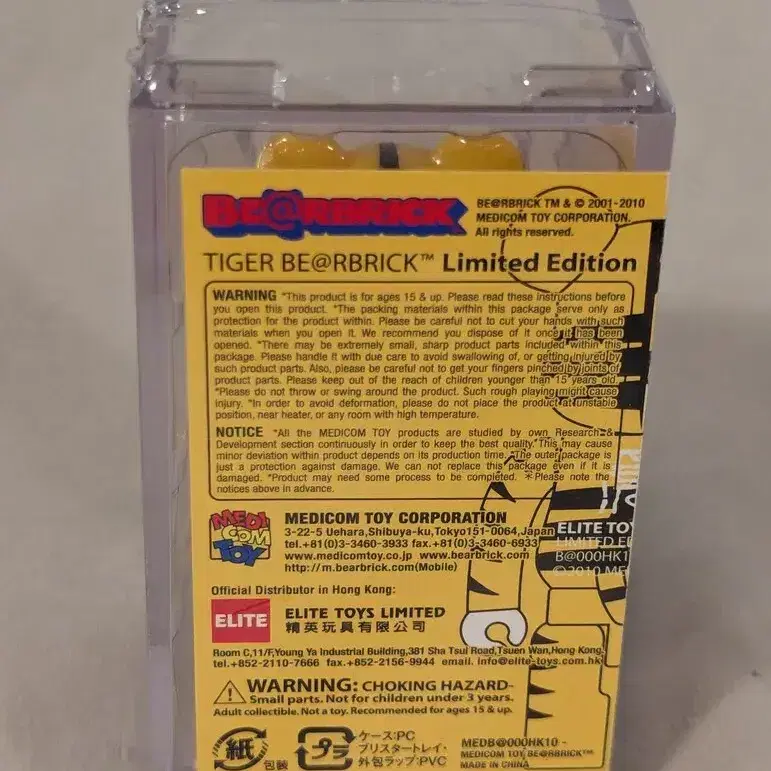 BE@RBRICK
BE@RBRICK TM & © 2001-2010
MEDICOM TOY CORPORATION.
All rights reserved.
TIGER BE@RBRICK™ Limited Edition
WARNING *This product is for ages 15 & up. Please read these instructions before
you open this product. *The packing materials within this package serve only as
protection for the product within. Please be careful not to cut your hands with such
materials when you open it. We recommend you dispose of it once it has been
opened. *There may be extremely small, sharp product parts included within this
package. Please handle it with due care to avoid swallowing of, or getting injured by
such product parts. Also, please be careful not to get your fingers pinched by joints of
product parts. Please keep out of the reach of children younger than 15 years old.
*Please do not throw or swing around the product. Such rough playing might cause
injury. *In order to avoid deformation, please do not place the product at unstable
position, near heater, or any room with high temperature.
NOTICE *All the MEDICOM TOY products are studied by own Research &
Development section continuously in order to keep the best quality. *This may cause
minor deviation within product depends on its production time. *The outer package is
just a protection against damage. We can not replace this package even if it is
damaged. *Product may need some process to be completed. *Please note the
notices above in advance.
MEDI
COM
TOY
MEDICOM TOY CORPORATION
3-22-5 Uehara,Shibuya-ku,Tokyo151-0064,Japan
tel.+81(0)3-3460-3933 fax.+81(0)3-3460-6933
www.medicomtoy.co.jp www.bearbrick.com
http://m.bearbrick.com(Mobile)
ELITE TOY
LIMITED E
B@000HK1
©2010 ME
Official Distributor in Hong Kong:
ELITE
ELITE TOYS LIMITED
精英玩具有限公司
Room C,11/F,Young Ya Industrial Building,381 Sha Tsui Road,Tsuen Wan,Hong Kong.
tel.+852-2110-7666 fax.+852-2156-9944 email. info@elite-toys.com.hk
WARNING: CHOKING HAZARD-
Small parts. Not for children under 3 years.
Adult collectible. Not a toy. Recommended for ages 15 & up.
紙
包装
プラ
ケース:PC
ブリスタートレイ・
外包ラップ:PVC
MEDB@000HK10 -
MEDICOM TOY BE@RBRICK™
MADE IN CHINA